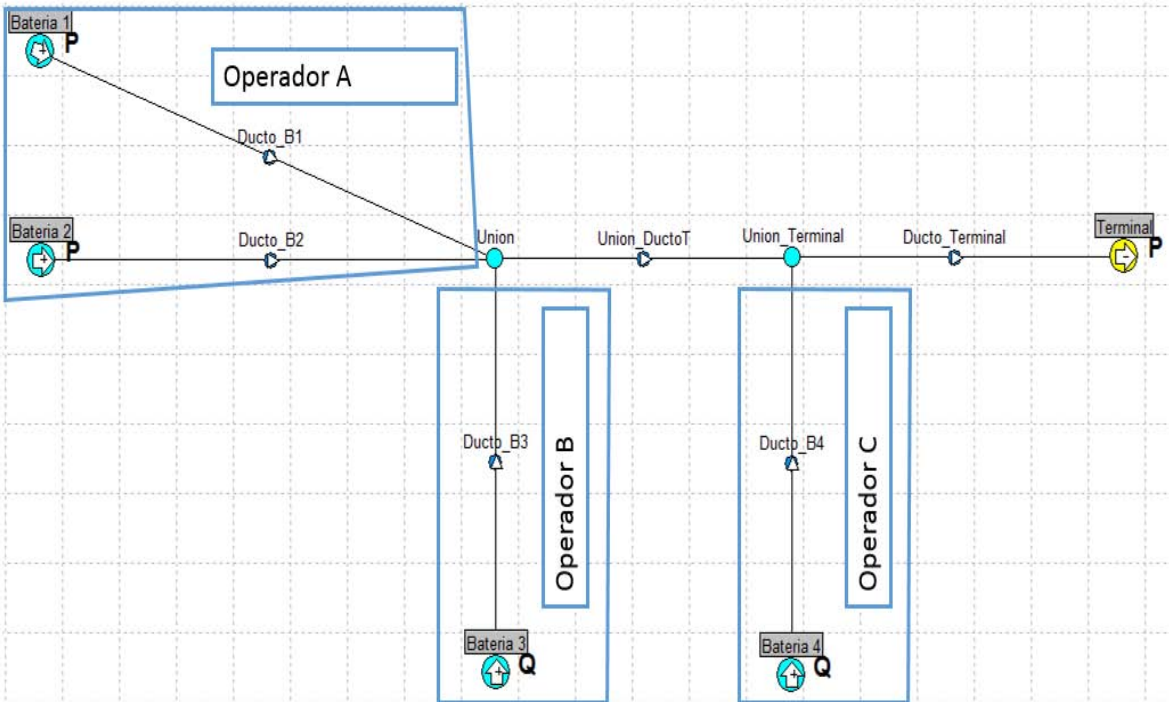 Bateria 1
P
Operador A
Ducto_B1
Bateria 2
P
Ducto_B2
Union
Union_DuctoT
Union_Terminal
Ducto_Terminal
Terminal
P
Ducto_B3
Operador B
Ducto_B4
Operador C
Bateria 3
Q
Bateria 4
Q